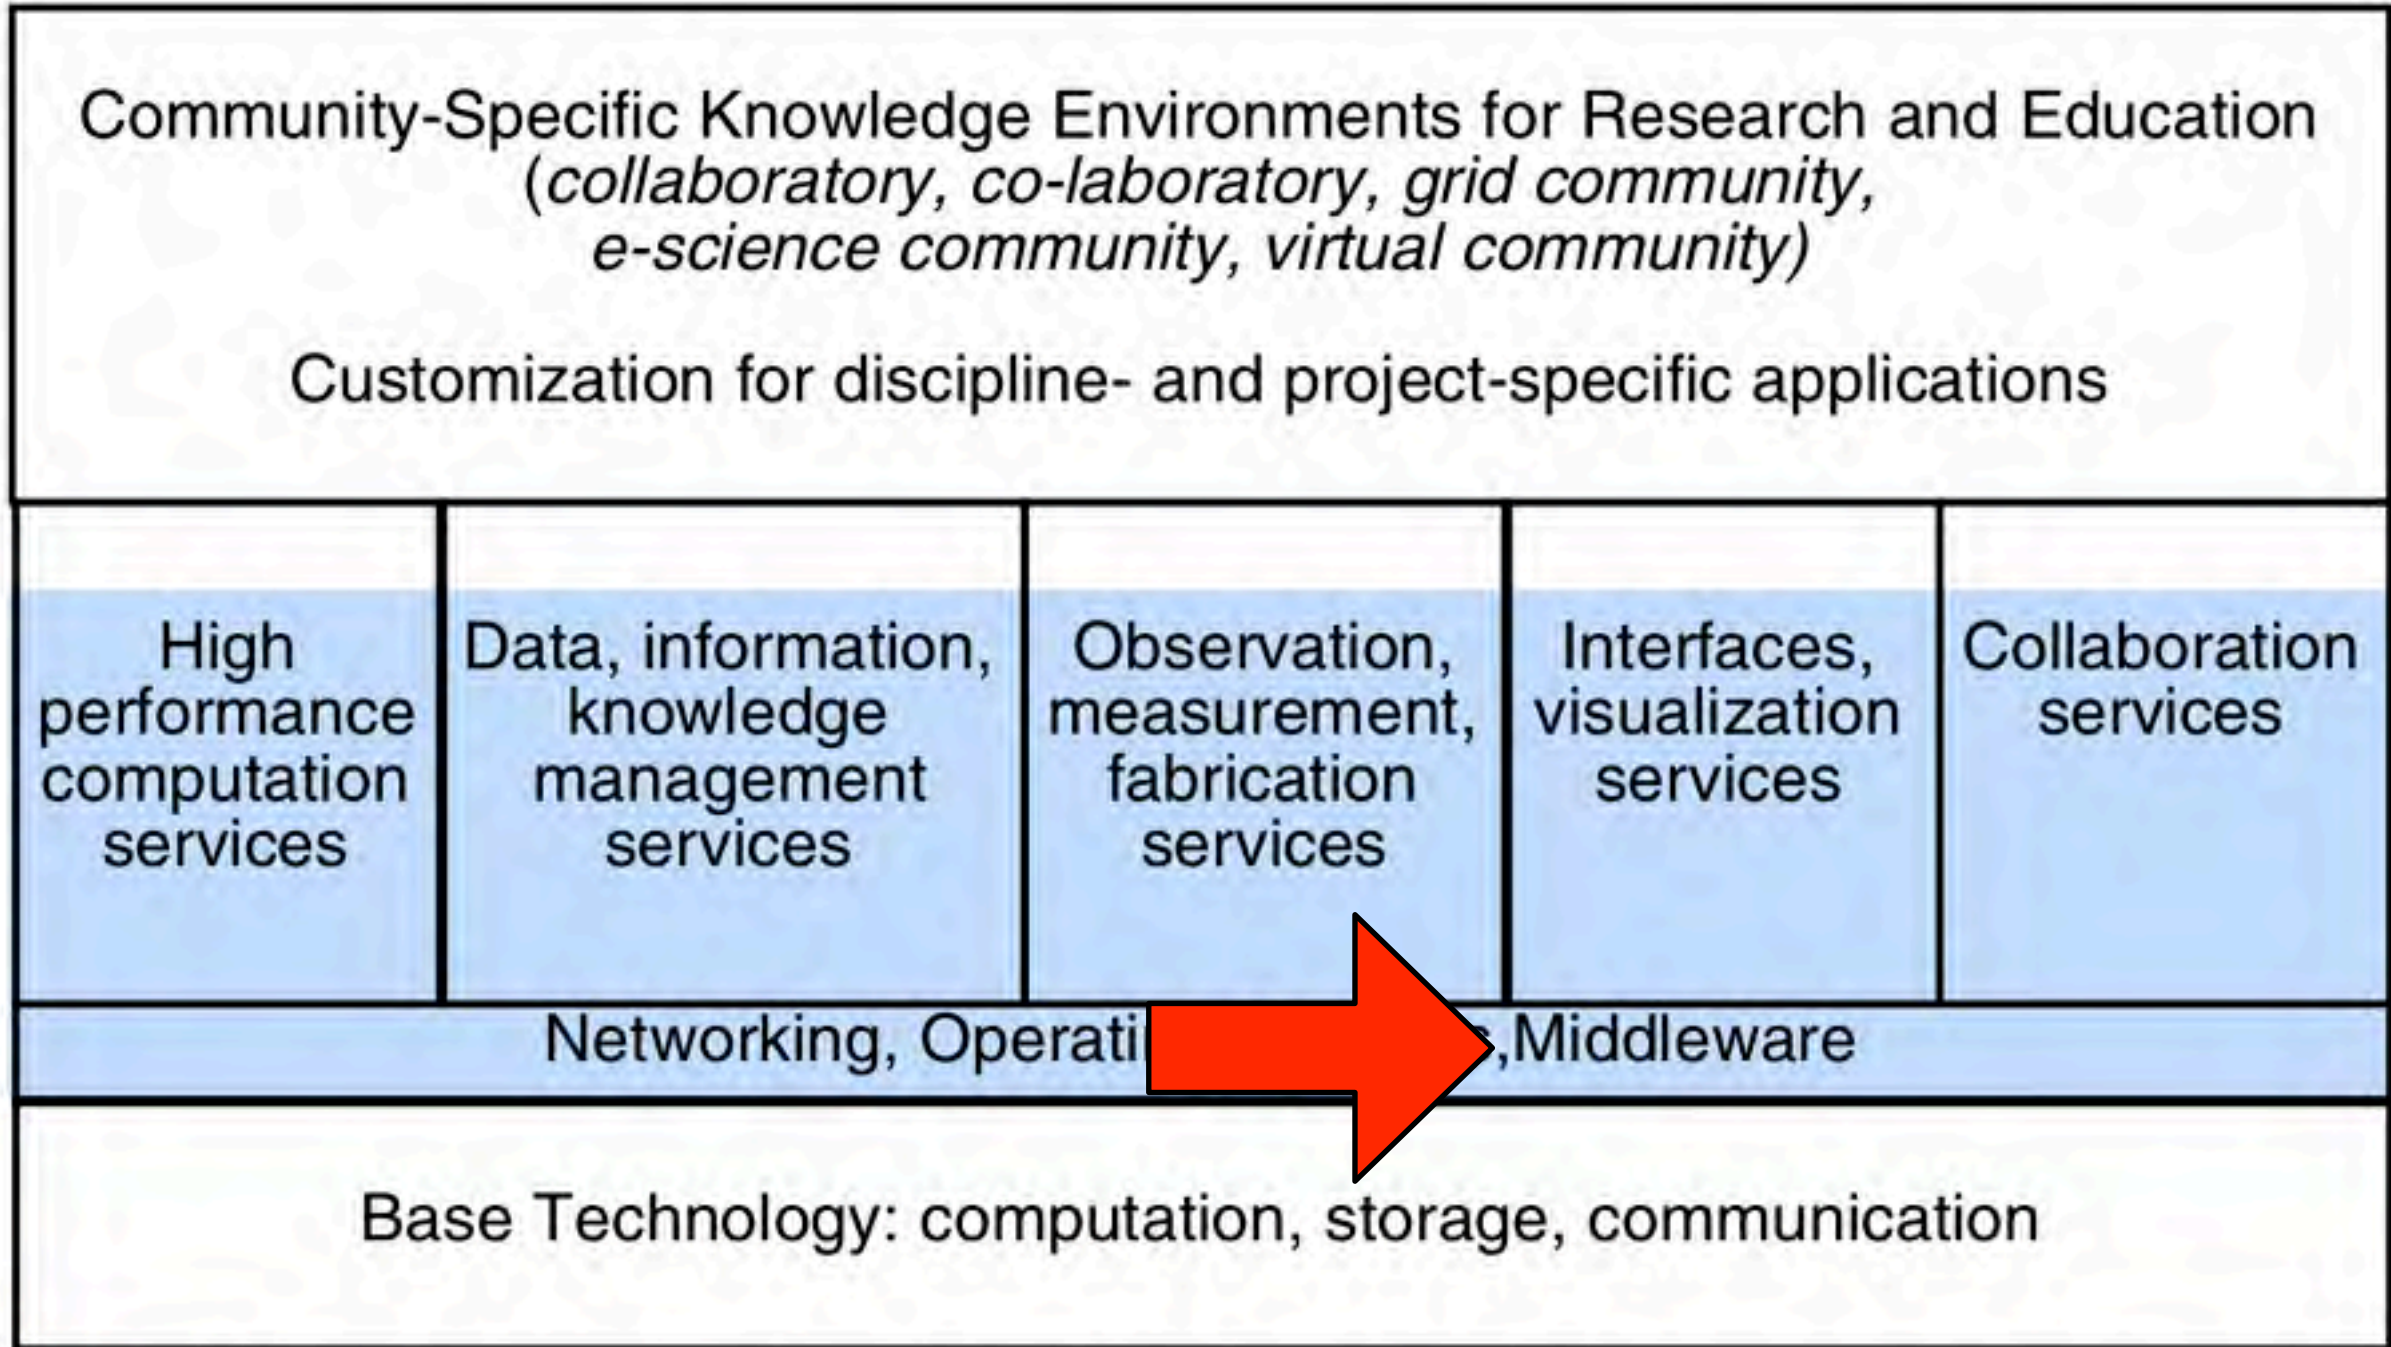 Community-Specific Knowledge Environments for Research and Education
(collaboratory, co-laboratory, grid community,
e-science community, virtual community)
Customization for discipline- and project-specific applications
High
performance
computation
services
Data, information,
knowledge
management
services
Observation,
measurement,
fabrication
services
Interfaces,
visualization
services
Collaboration
services
Networking, ,Middleware
Base Technology: computation, storage, communication